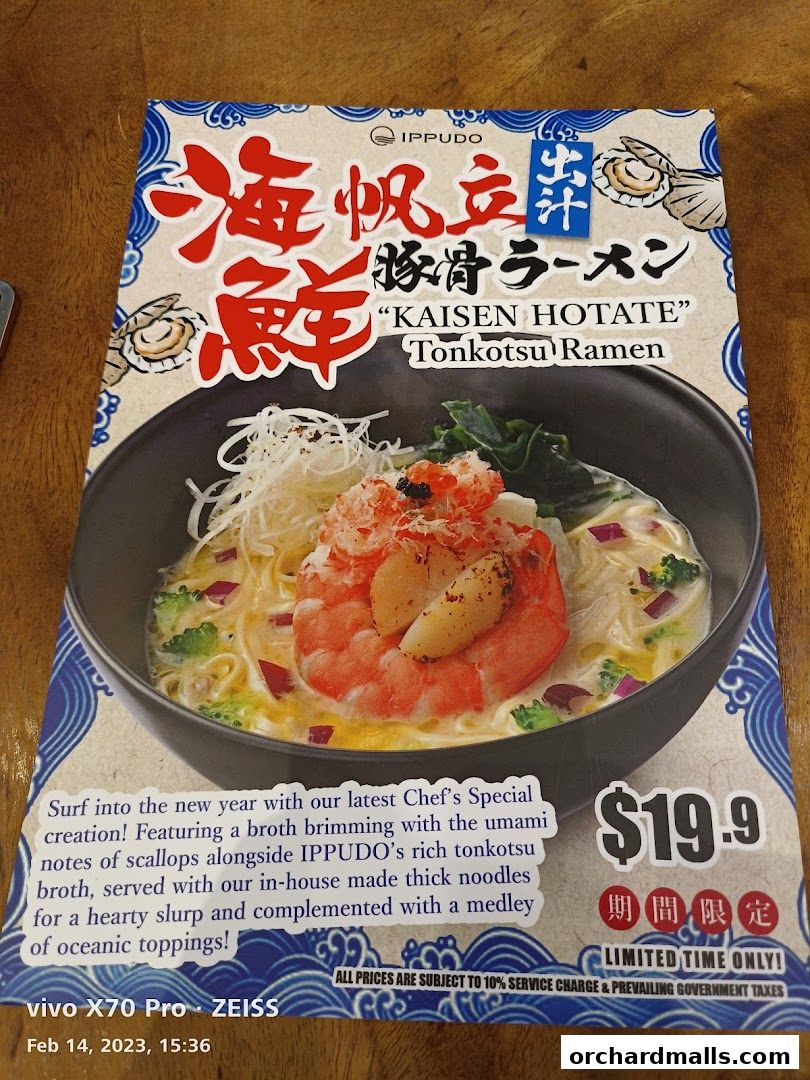 IPPUDO
海鮮
帆立
出汁
豚骨ラーメン
“KAISEN HOTATE”
Tonkotsu Ramen
Surf into the new year with our latest Chef's Special
creation! Featuring a broth brimming with the umami
notes of scallops alongside IPPUDO's rich tonkotsu
broth, served with our in-house made thick noodles
for a hearty slurp and complemented with a medley
of oceanic toppings!
$19.9
期間限定
LIMITED TIME ONLY!
ALL PRICES ARE SUBJECT TO 10% SERVICE CHARGE & PREVAILING GOVERNMENT TAXES
vivo X70 Pro · ZEISS
Feb 14, 2023, 15:36
orchardmalls.com